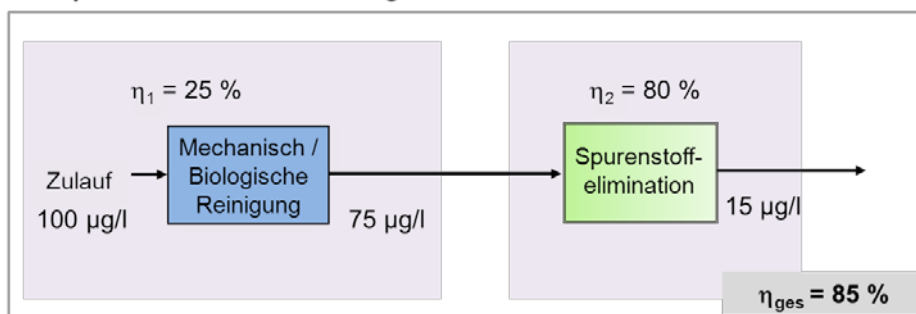 η₁ = 25 %
η₂ = 80 %
Mechanisch /
Biologische
Reinigung
Spurenstoff-
elimination
Zulauf
100 µg/l
75 µg/l
15 µg/l
ηges = 85 %